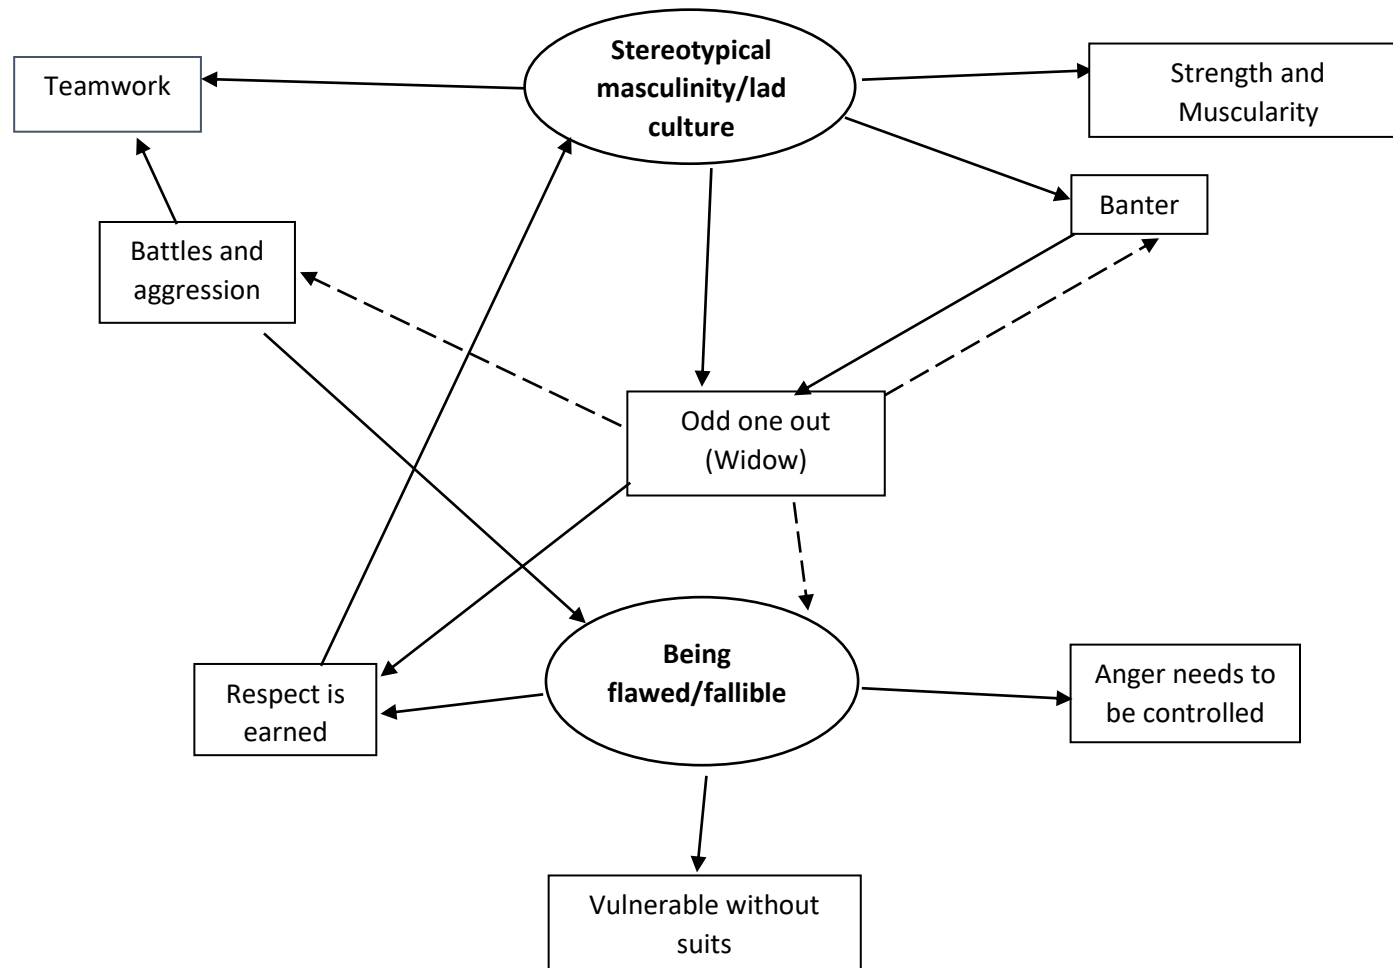 Stereotypical
masculinity/lad
culture
Teamwork
Strength and
Muscularity
Banter
Battles and
aggression
Odd one out
(Widow)
Being
flawed/fallible
Respect is
earned
Anger needs to
be controlled
Vulnerable without
suits